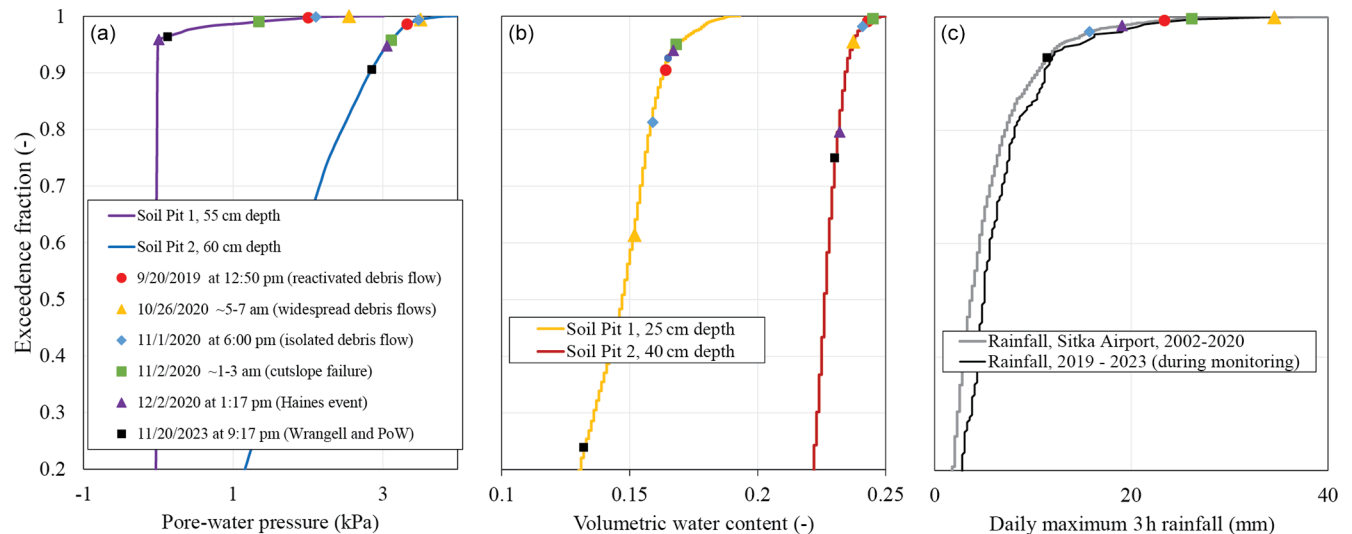 (a)
(b)
(c)
Exceedence fraction (-)
1
0.9
0.8
0.7
0.6
0.5
0.4
0.3
0.2
Soil Pit 1, 55 cm depth
Soil Pit 2, 60 cm depth
9/20/2019 at 12:50 pm (reactivated debris flow)
10/26/2020 ~5-7 am (widespread debris flows)
11/1/2020 at 6:00 pm (isolated debris flow)
11/2/2020 ~1-3 am (cutslope failure)
12/2/2020 at 1:17 pm (Haines event)
11/20/2023 at 9:17 pm (Wrangell and PoW)
-1 1 3
Pore-water pressure (kPa)
Soil Pit 1, 25 cm depth
Soil Pit 2, 40 cm depth
0.1 0.15 0.2 0.25
Volumetric water content (-)
Rainfall, Sitka Airport, 2002-2020
Rainfall, 2019 - 2023 (during monitoring)
0 20 40
Daily maximum 3h rainfall (mm)